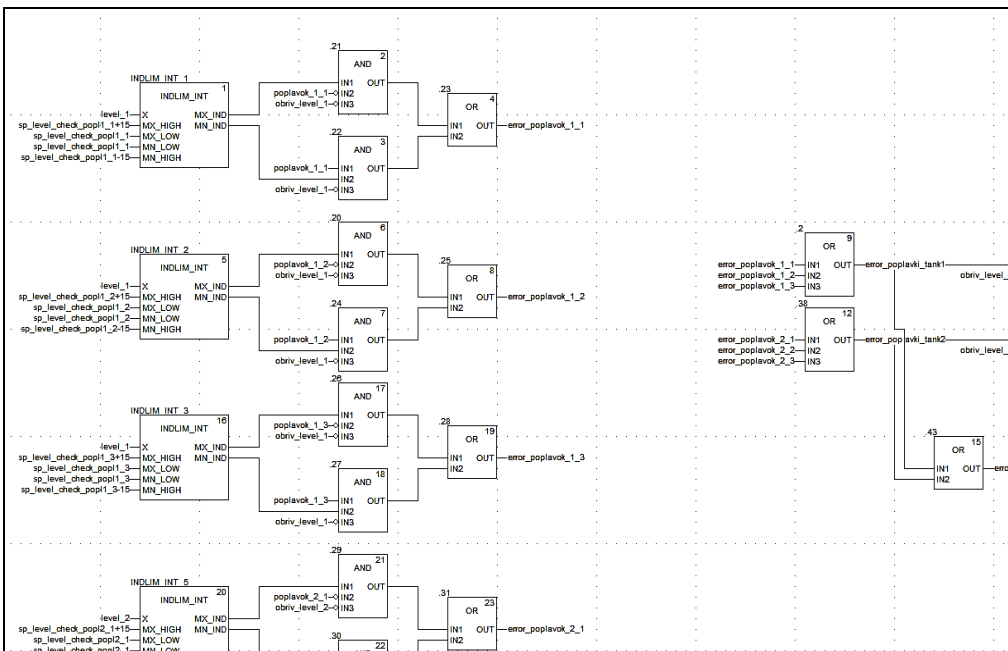 INDLIM_INT_1
1
INDLIM_INT
level_1 X MX_IND
sp_level_check_popl1_1+15 MX_HIGH MN_IND
sp_level_check_popl1_1 MX_LOW
sp_level_check_popl1_1 MN_LOW
sp_level_check_popl1_1-15 MN_HIGH
.21
2
AND
IN1 OUT
poplavok_1_1 IN2
obriv_level_1 IN3
.22
3
AND
poplavok_1_1 IN1 OUT
IN2
obriv_level_1 IN3
.23
4
OR
IN1 OUT error_poplavok_1_1
IN2
INDLIM_INT_2
5
INDLIM_INT
level_1 X MX_IND
sp_level_check_popl1_2+15 MX_HIGH MN_IND
sp_level_check_popl1_2 MX_LOW
sp_level_check_popl1_2 MN_LOW
sp_level_check_popl1_2-15 MN_HIGH
.20
6
AND
IN1 OUT
poplavok_1_2 IN2
obriv_level_1 IN3
.24
7
AND
poplavok_1_2 IN1 OUT
IN2
obriv_level_1 IN3
.25
8
OR
IN1 OUT error_poplavok_1_2
IN2
.2
9
OR
error_poplavok_1_1 IN1 OUT error_poplavki_tank1
error_poplavok_1_2 IN2 obriv_level_
error_poplavok_1_3 IN3
.38
12
OR
error_poplavok_2_1 IN1 OUT error_poplavki_tank2
error_poplavok_2_2 IN2 obriv_level_
error_poplavok_2_3 IN3
INDLIM_INT_3
16
INDLIM_INT
level_1 X MX_IND
sp_level_check_popl1_3+15 MX_HIGH MN_IND
sp_level_check_popl1_3 MX_LOW
sp_level_check_popl1_3 MN_LOW
sp_level_check_popl1_3-15 MN_HIGH
.26
17
AND
IN1 OUT
poplavok_1_3 IN2
obriv_level_1 IN3
.27
18
AND
poplavok_1_3 IN1 OUT
IN2
obriv_level_1 IN3
.28
19
OR
IN1 OUT error_poplavok_1_3
IN2
.43
15
OR
IN1 OUT
IN2
INDLIM_INT_5
20
INDLIM_INT
level_2 X MX_IND
sp_level_check_popl2_1+15 MX_HIGH MN_IND
sp_level_check_popl2_1 MX_LOW
sp_level_check_popl2_1 MN_LOW
.29
21
AND
IN1 OUT
poplavok_2_1 IN2
obriv_level_2 IN3
.30
22
.31
23
OR
IN1 OUT error_poplavok_2_1
IN2